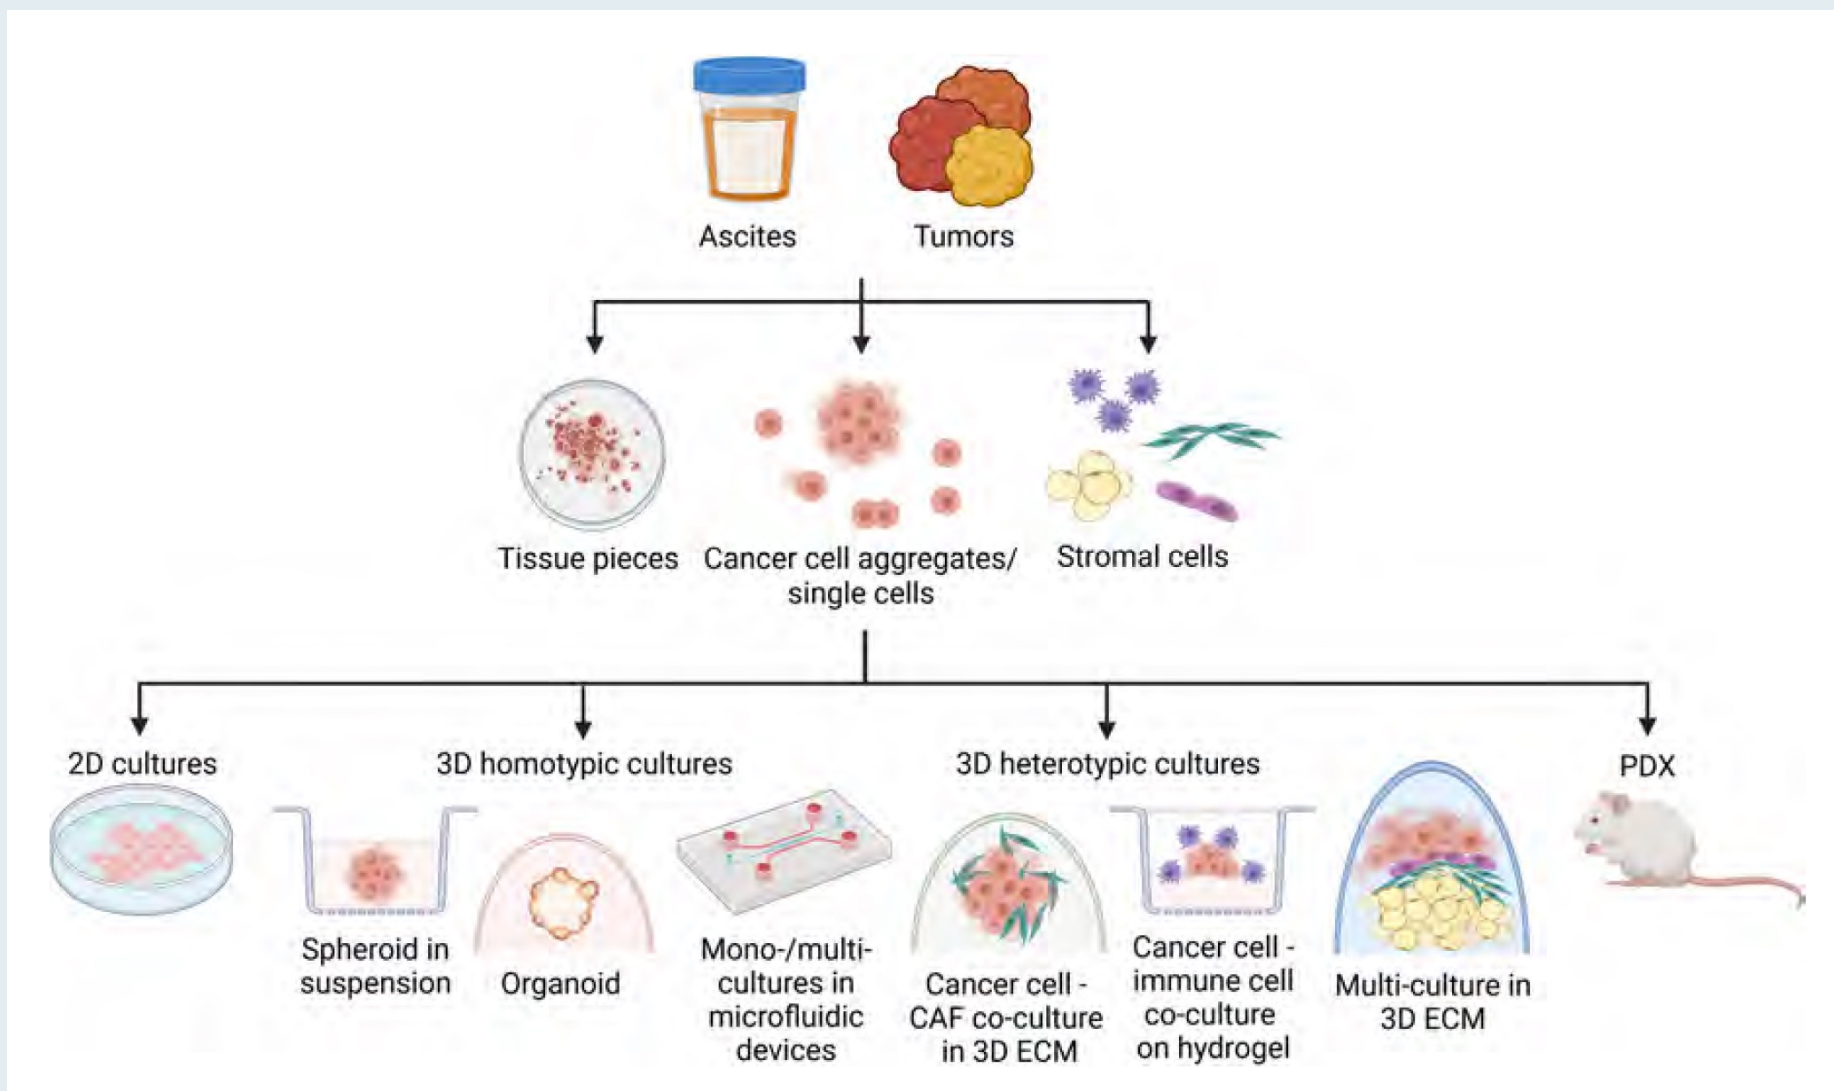 Ascites
Tumors
Tissue pieces
Cancer cell aggregates/
single cells
Stromal cells
2D cultures
3D homotypic cultures
3D heterotypic cultures
PDX
Spheroid in
suspension
Organoid
Mono-/multi-
cultures in
microfluidic
devices
Cancer cell -
CAF co-culture
in 3D ECM
Cancer cell -
immune cell
co-culture
on hydrogel
Multi-culture in
3D ECM